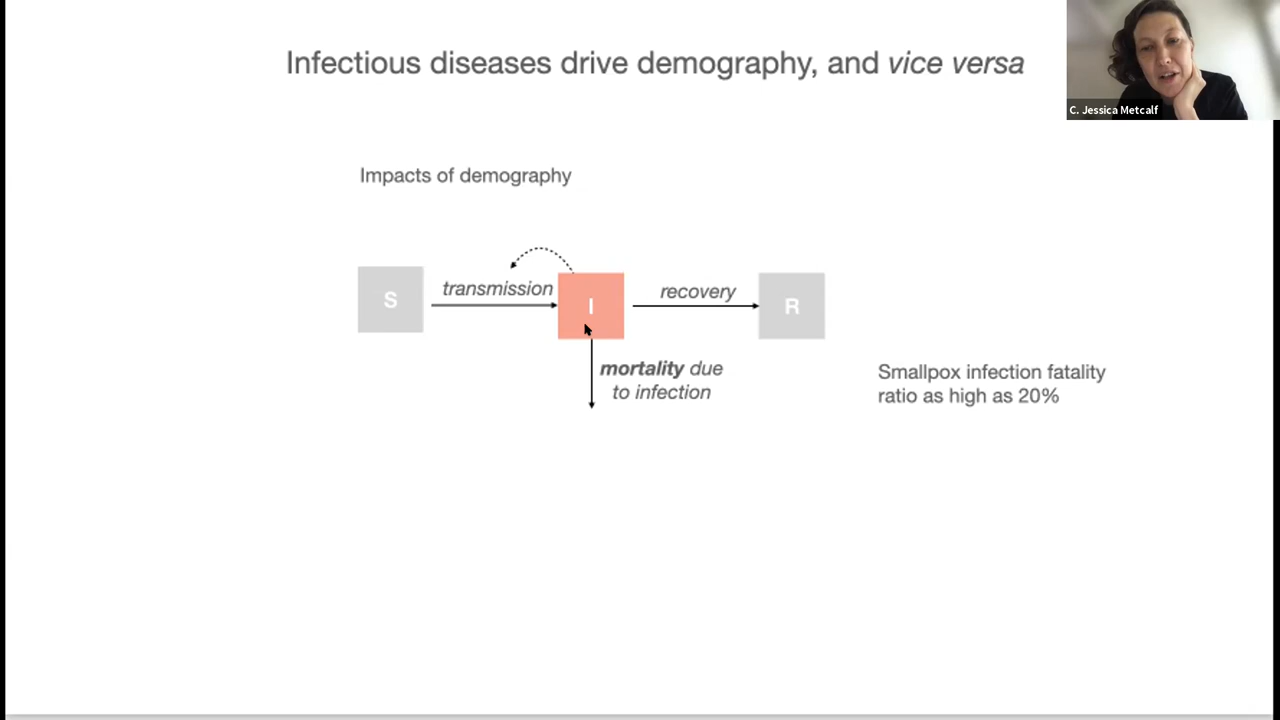 Infectious diseases drive demography, and vice versa
C. Jessica Metcalf
Impacts of demography
S
transmission
I
recovery
R
mortality due
to infection
Smallpox infection fatality
ratio as high as 20%